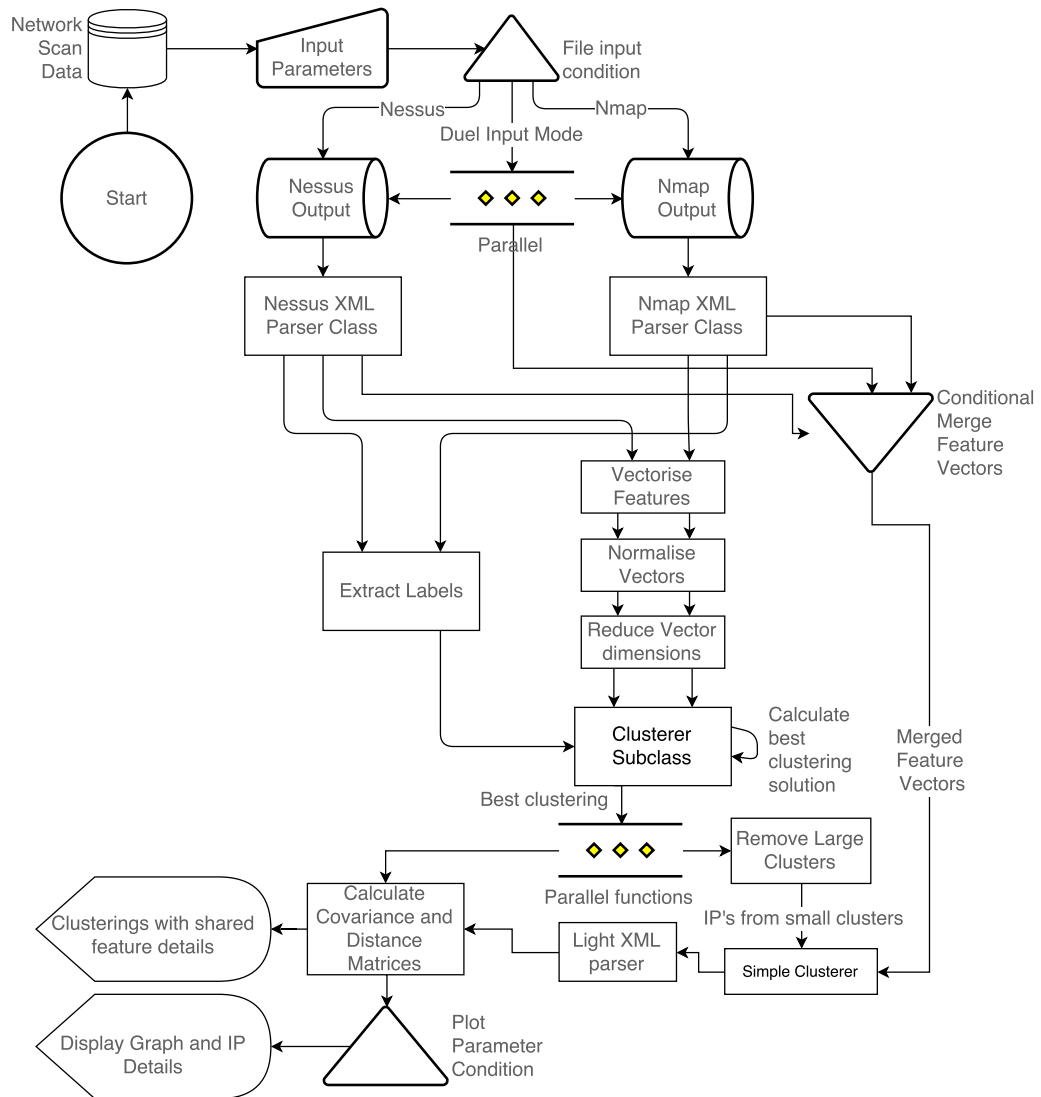 Network
Scan
Data
Input
Parameters
File input
condition
Nessus
Nmap
Duel Input Mode
Start
Nessus
Output
Nmap
Output
Parallel
Nessus XML
Parser Class
Nmap XML
Parser Class
Conditional
Merge
Feature
Vectors
Vectorise
Features
Normalise
Vectors
Extract Labels
Reduce Vector
dimensions
Clusterer
Subclass
Calculate
best
clustering
solution
Merged
Feature
Vectors
Best clustering
Remove Large
Clusters
Parallel functions
Calculate
Covariance and
Distance
Matrices
IP's from small clusters
Clusterings with shared
feature details
Light XML
parser
Simple Clusterer
Plot
Parameter
Condition
Display Graph and IP
Details